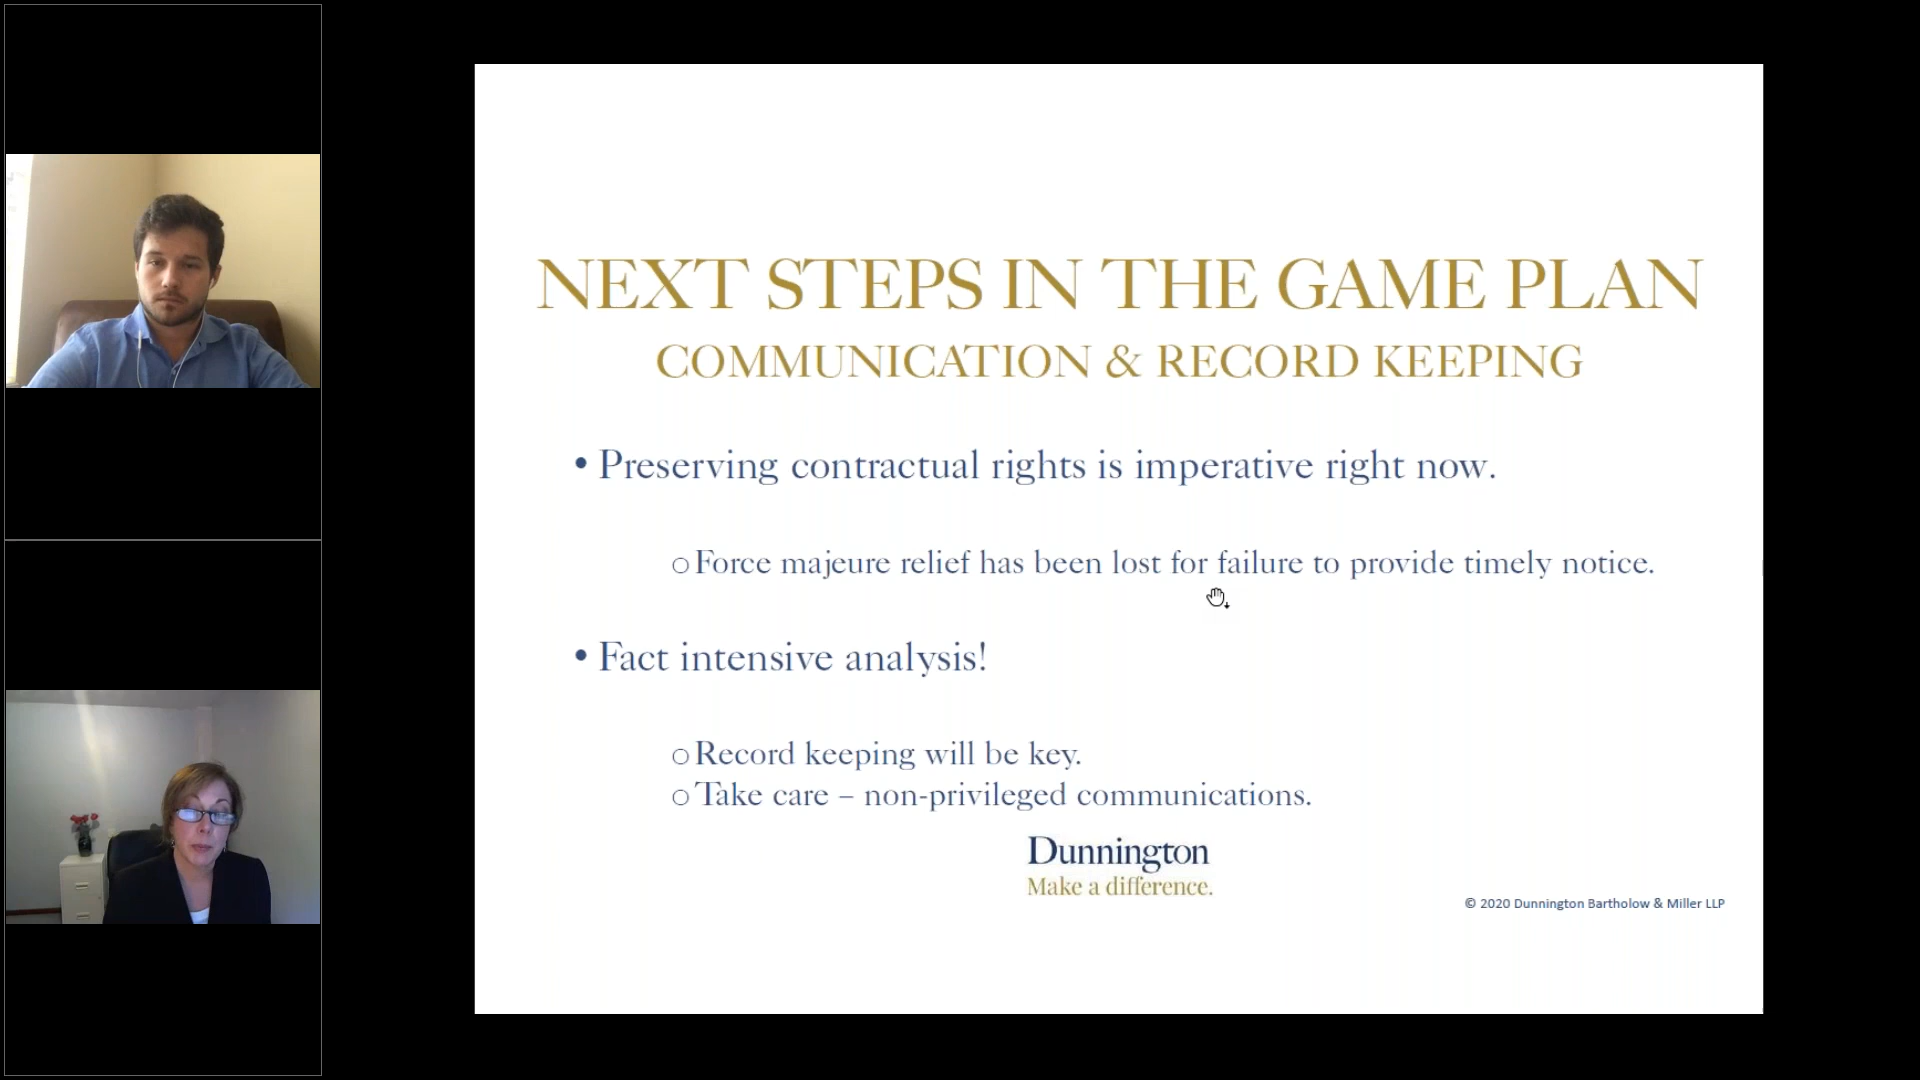 NEXT STEPS IN THE GAME PLAN
COMMUNICATION & RECORD KEEPING
• Preserving contractual rights is imperative right now.
○ Force majeure relief has been lost for failure to provide timely notice.
• Fact intensive analysis!
○ Record keeping will be key.
○ Take care – non-privileged communications.
Dunnington
Make a difference.
© 2020 Dunnington Bartholow & Miller LLP